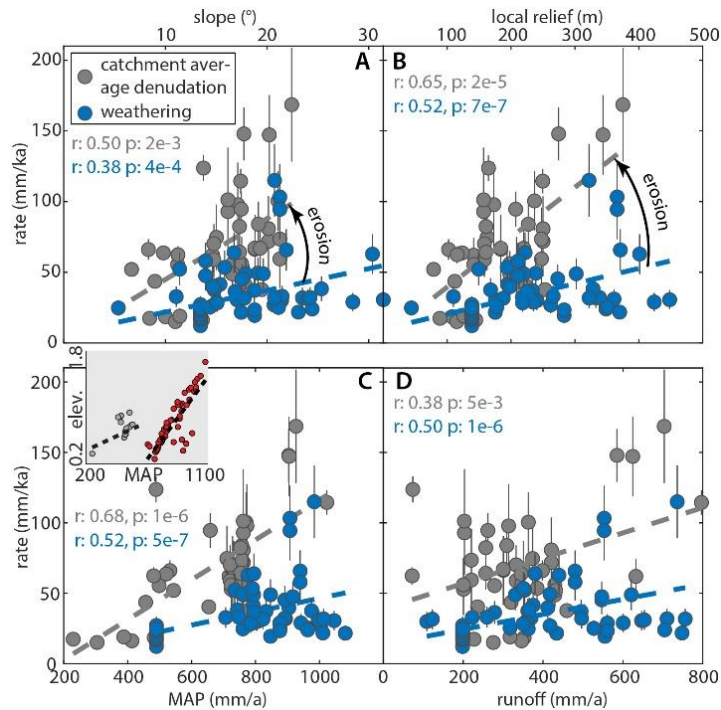 slope (°)
local relief (m)
0 10 20 30
0 100 200 300 400 500
A
B
catchment aver-
age denudation
weathering
r: 0.50 p: 2e-3
r: 0.38 p: 4e-4
r: 0.65, p: 2e-5
r: 0.52, p: 7e-7
erosion
erosion
rate (mm/ka)
200
150
100
50
0
C
D
1.8
elev.
0.2
200 MAP 1100
r: 0.68, p: 1e-6
r: 0.52, p: 5e-7
r: 0.38 p: 5e-3
r: 0.50 p: 1e-6
rate (mm/ka)
200
150
100
50
0
200 400 600 800 1000
0 200 400 600 800
MAP (mm/a)
runoff (mm/a)